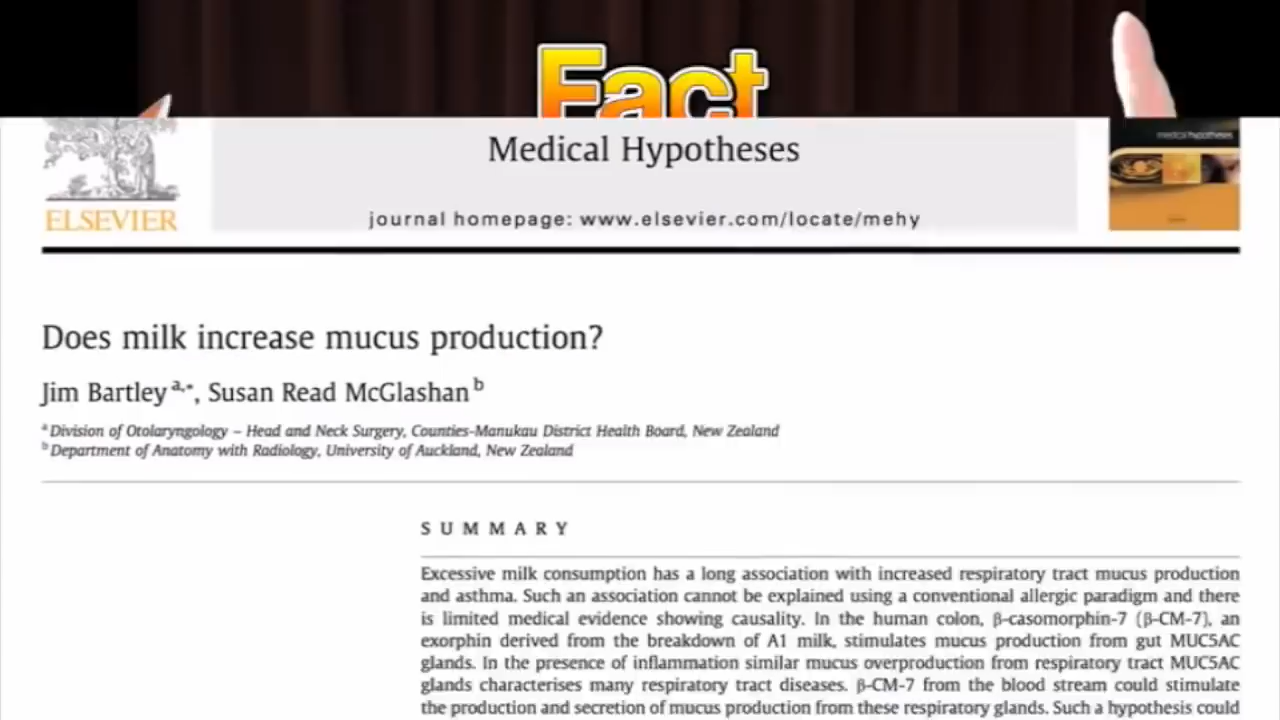 Fact
Medical Hypotheses
medical hypotheses
ELSEVIER
journal homepage: www.elsevier.com/locate/mehy
Does milk increase mucus production?
Jim Bartley a,*, Susan Read McGlashan b
a Division of Otolaryngology – Head and Neck Surgery, Counties-Manukau District Health Board, New Zealand
b Department of Anatomy with Radiology, University of Auckland, New Zealand
SUMMARY
Excessive milk consumption has a long association with increased respiratory tract mucus production
and asthma. Such an association cannot be explained using a conventional allergic paradigm and there
is limited medical evidence showing causality. In the human colon, β-casomorphin-7 (β-CM-7), an
exorphin derived from the breakdown of A1 milk, stimulates mucus production from gut MUC5AC
glands. In the presence of inflammation similar mucus overproduction from respiratory tract MUC5AC
glands characterises many respiratory tract diseases. β-CM-7 from the blood stream could stimulate
the production and secretion of mucus production from these respiratory glands. Such a hypothesis could